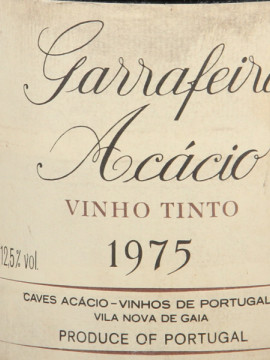 Garrafeira
Acácio
VINHO TINTO
12,5% vol.
1975
CAVES ACÁCIO-VINHOS DE PORTUGAL
VILA NOVA DE GAIA
PRODUCE OF PORTUGAL